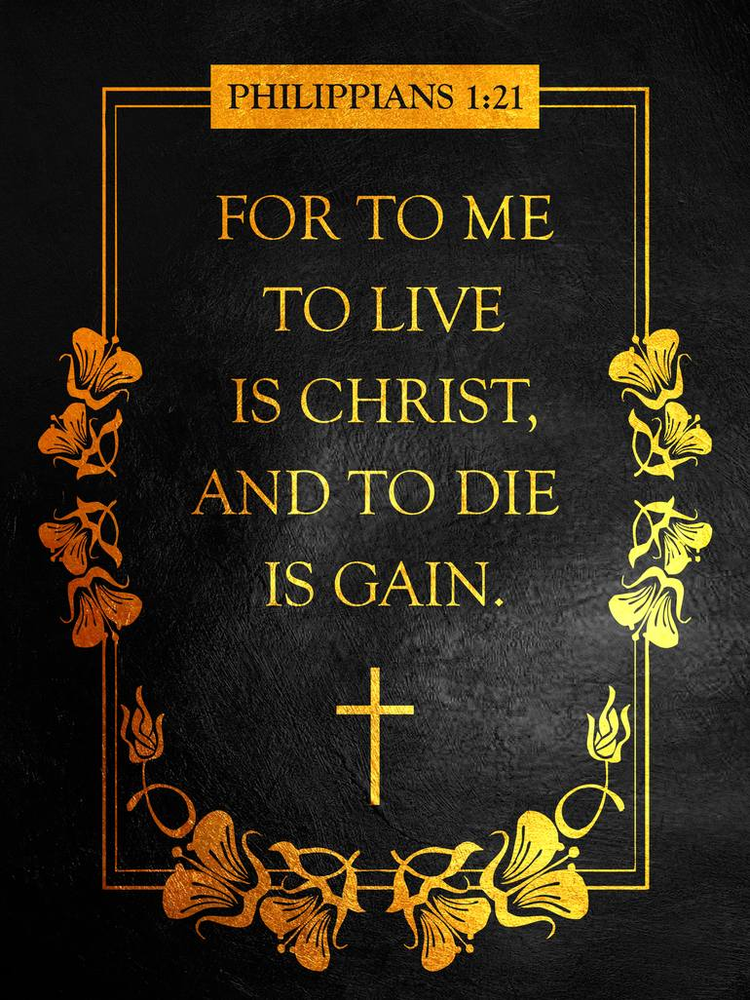 PHILIPPIANS 1:21
FOR TO ME
TO LIVE
IS CHRIST,
AND TO DIE
IS GAIN.